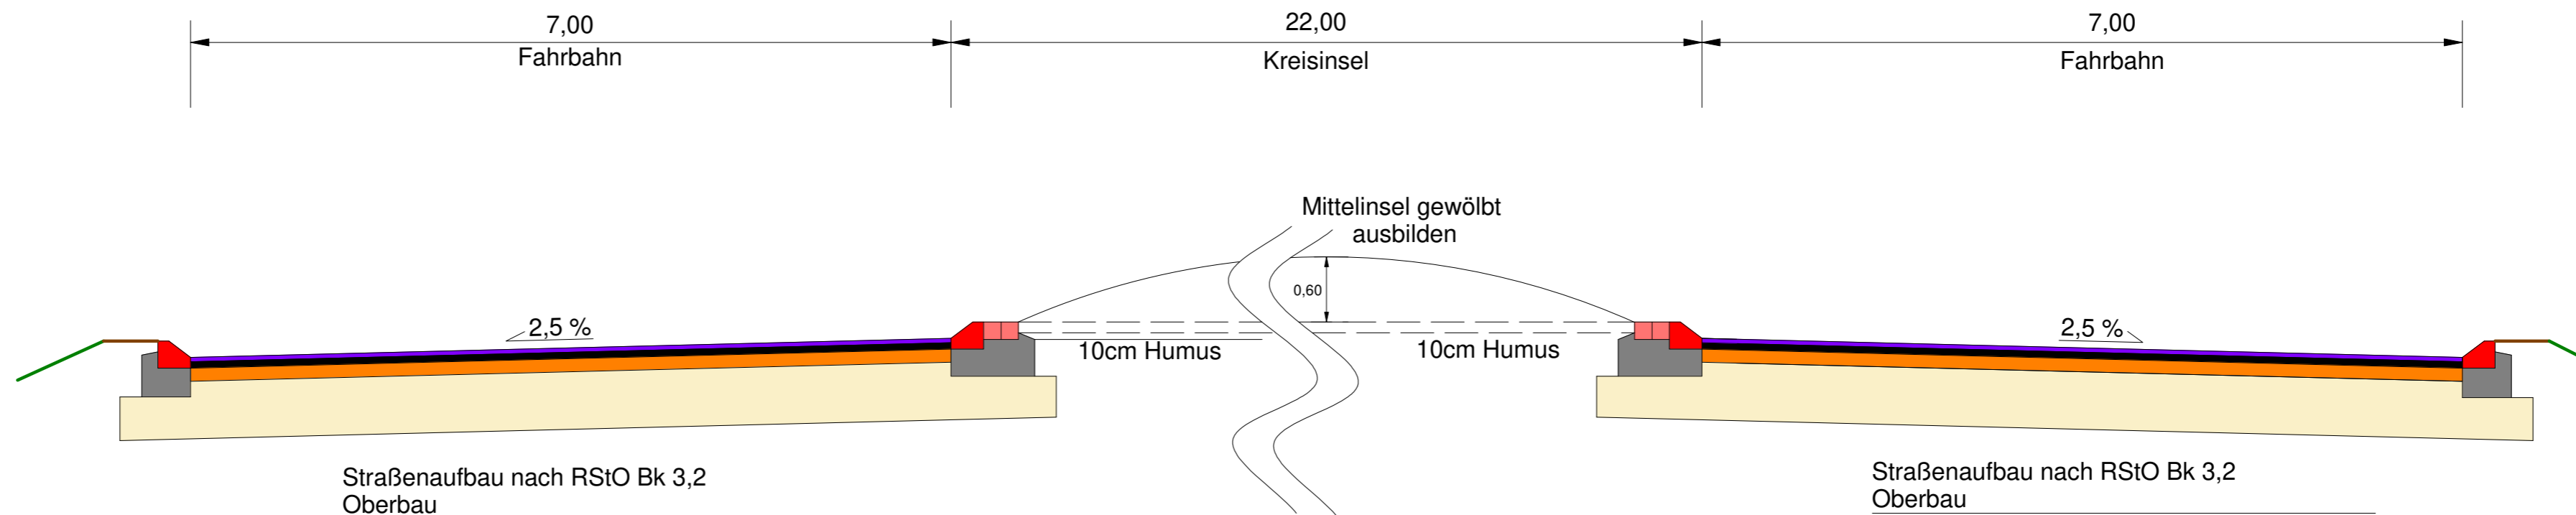 7,00
Fahrbahn
22,00
Kreisinsel
7,00
Fahrbahn
Mittelinsel gewölbt
ausbilden
0,60
2,5 %
2,5 %
10cm Humus
10cm Humus
Straßenaufbau nach RStO Bk 3,2
Oberbau
Straßenaufbau nach RStO Bk 3,2
Oberbau